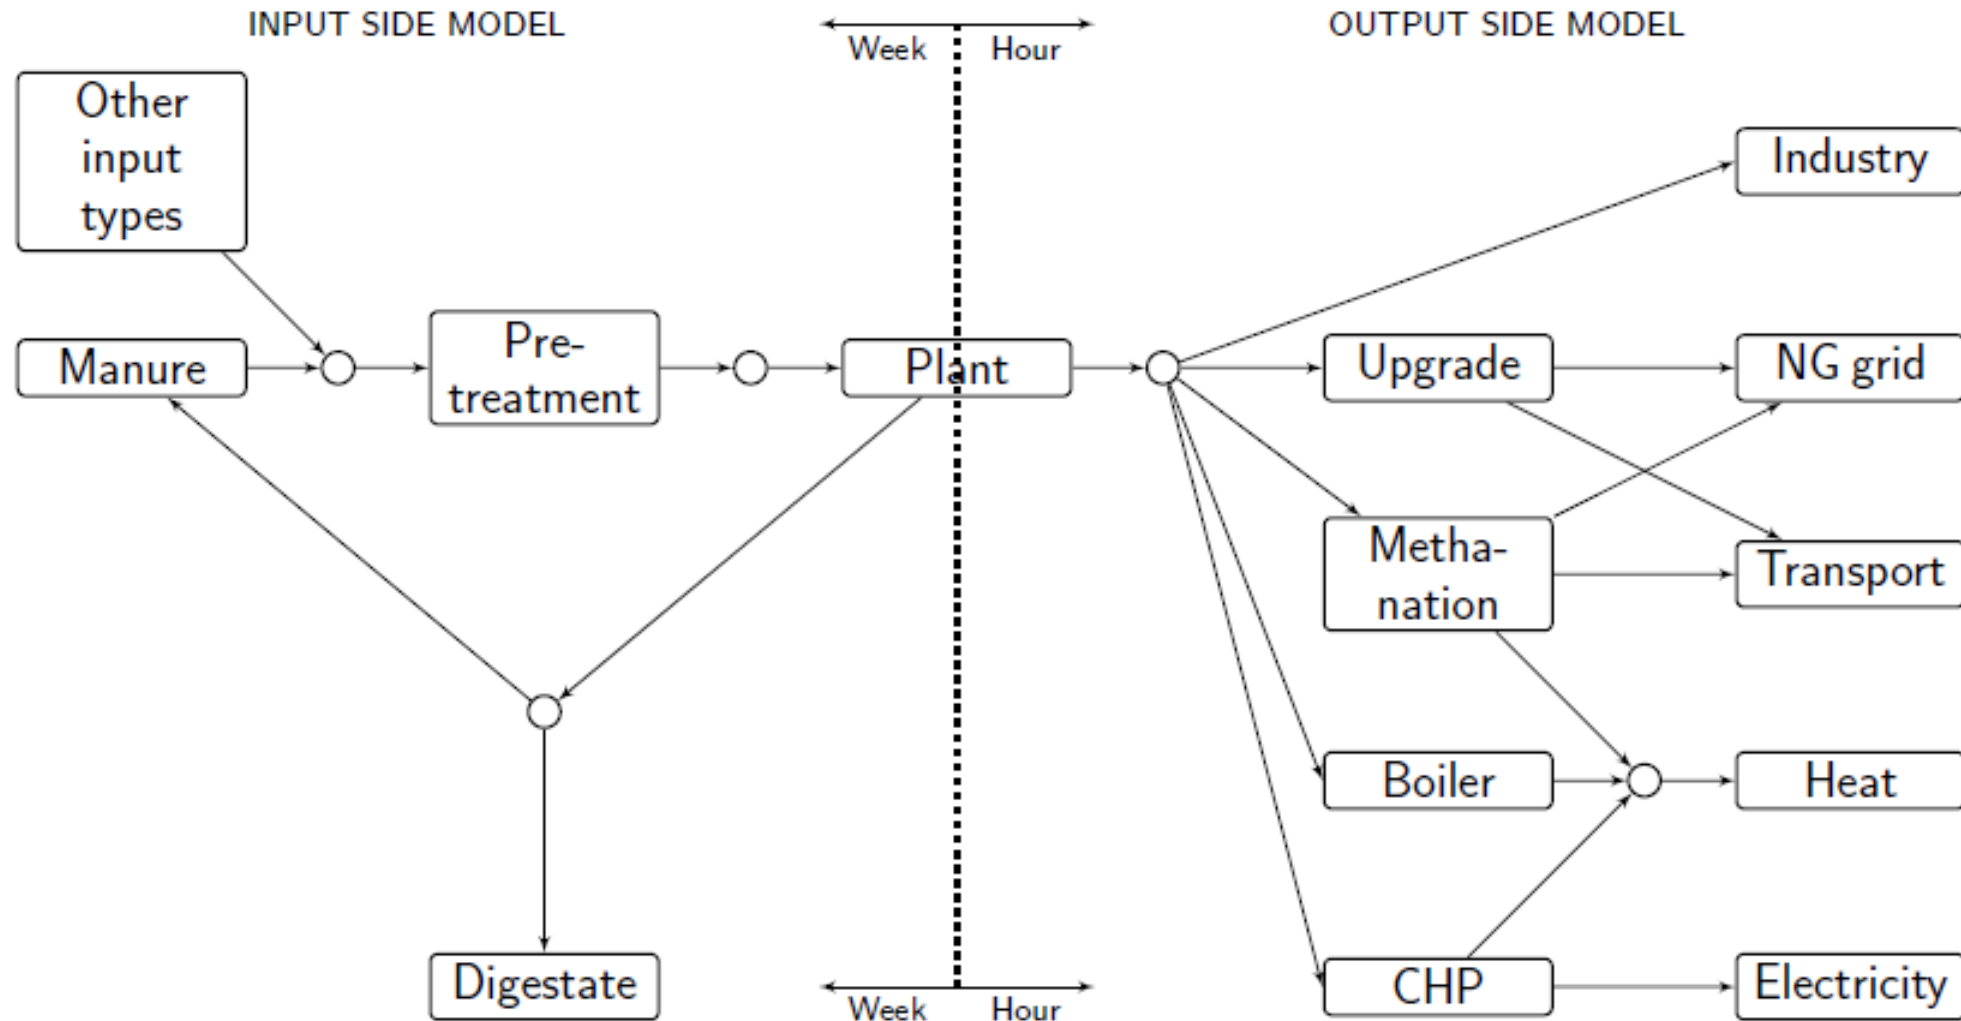 INPUT SIDE MODEL
Week
Hour
OUTPUT SIDE MODEL
Other
input
types
Industry
Manure
Pre-
treatment
Plant
Upgrade
NG grid
Metha-
nation
Transport
Boiler
Heat
Digestate
Week
Hour
CHP
Electricity